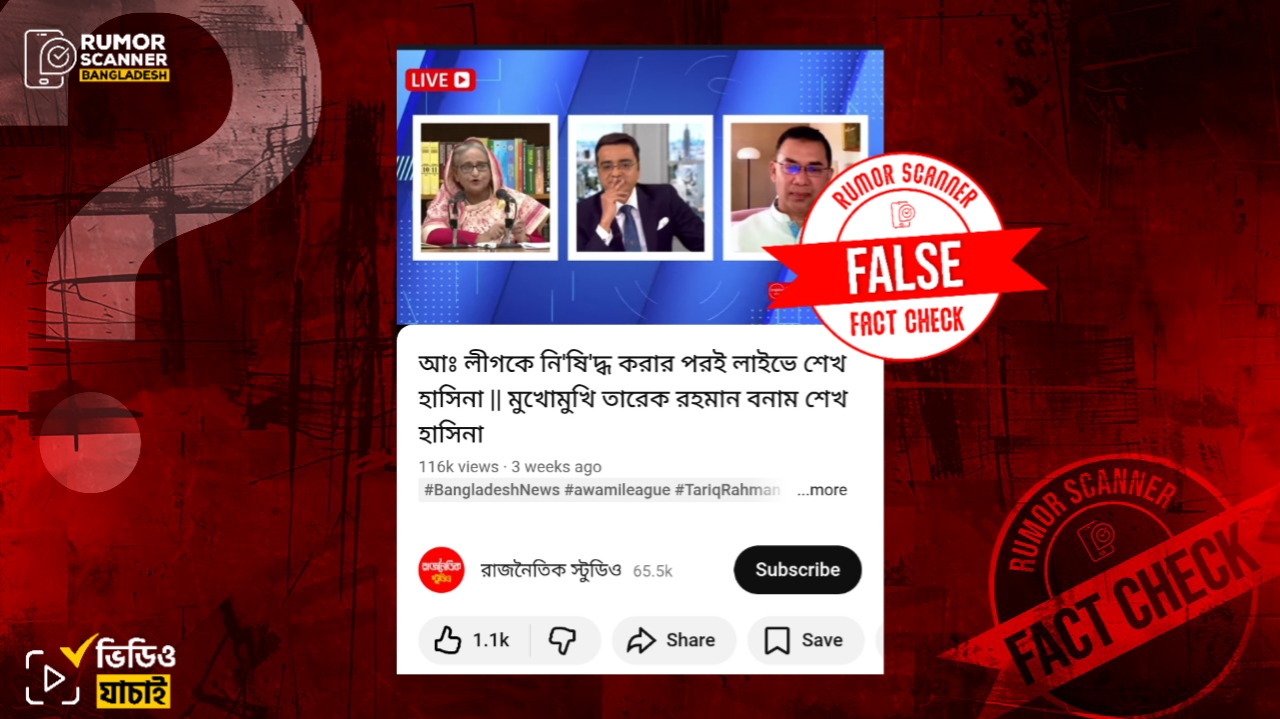 RUMOR
SCANNER
BANGLADESH
LIVE
RUMOR SCANNER
FALSE
FACT CHECK
আঃ লীগকে নি'ষি'দ্ধ করার পরই লাইভে শেখ
হাসিনা || মুখোমুখি তারেক রহমান বনাম শেখ
হাসিনা
116k views · 3 weeks ago
#BangladeshNews #awamileague #TariqRahman ...more
রাজনৈতিক স্টুডিও
রাজনৈতিক স্টুডিও 65.5k
Subscribe
1.1k
Share
Save
RUMOR SCANNER
FACT CHECK
ভিডিও
যাচাই